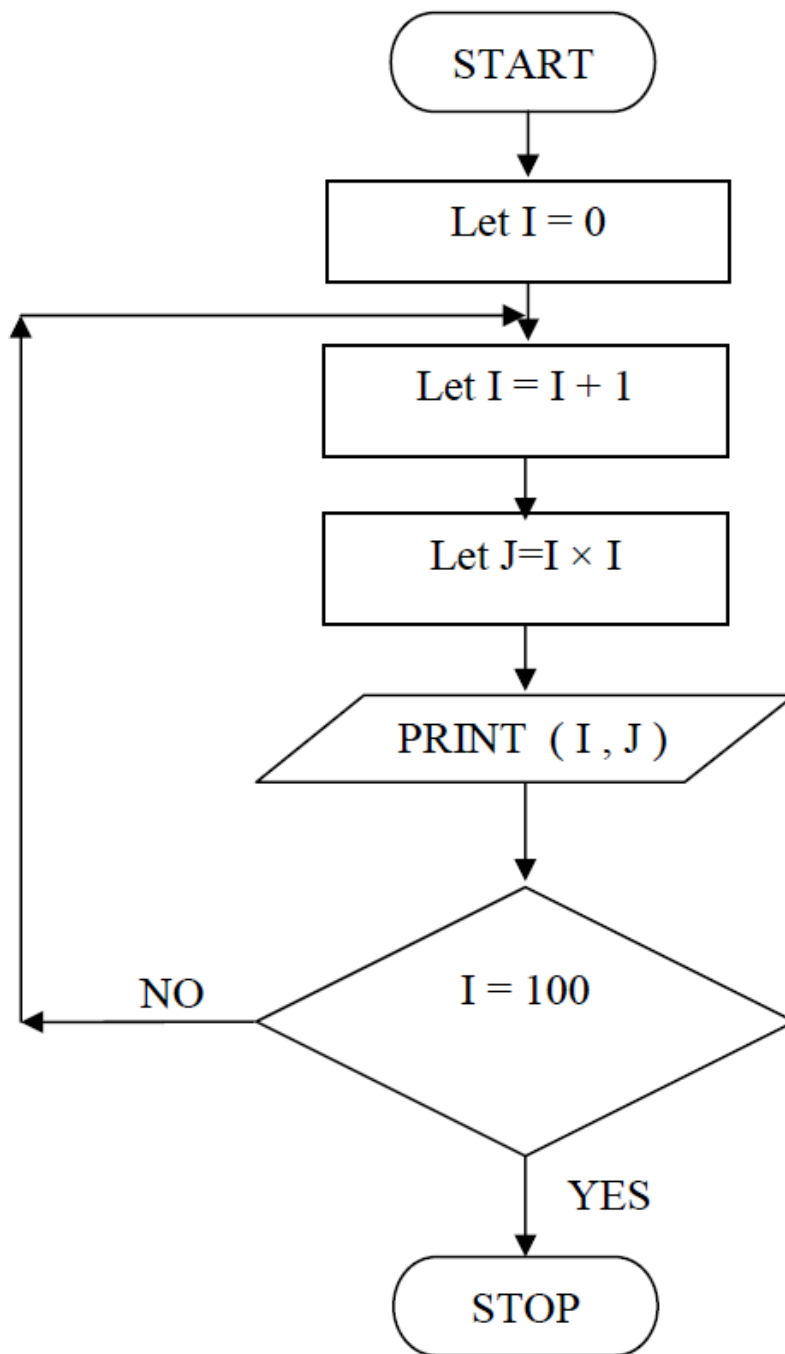 START
Let I = 0
Let I = I + 1
Let J=I × I
PRINT ( I , J )
I = 100
NO
YES
STOP